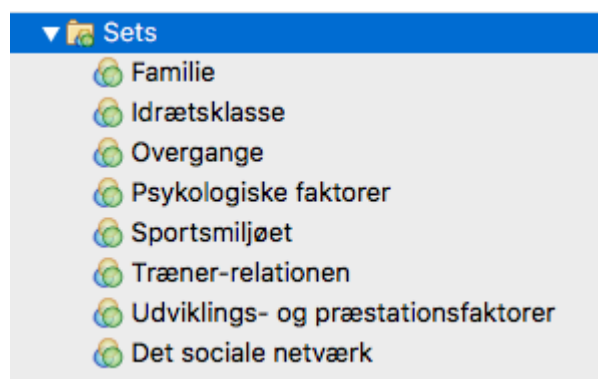 Sets
Familie
Idrætsklasse
Overgange
Psykologiske faktorer
Sportsmiljøet
Træner-relationen
Udviklings- og præstationsfaktorer
Det sociale netværk